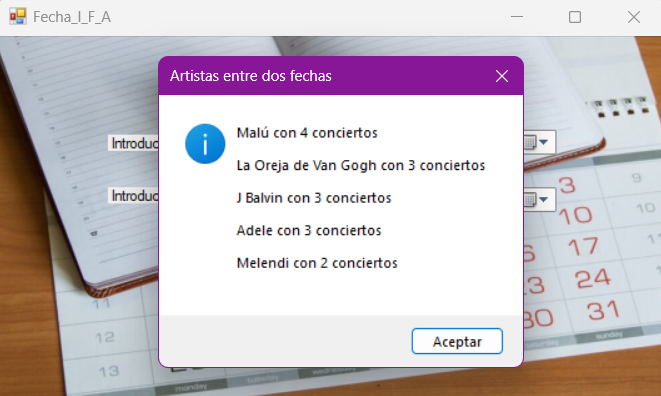 Fecha_I_F_A
Artistas entre dos fechas
Malú con 4 conciertos
Introduc
La Oreja de Van Gogh con 3 conciertos
J Balvin con 3 conciertos
Introduc
3
9
10
Adele con 3 conciertos
6
17
16
Melendi con 2 conciertos
24
23
11
30
31
12
Aceptar
13
monday